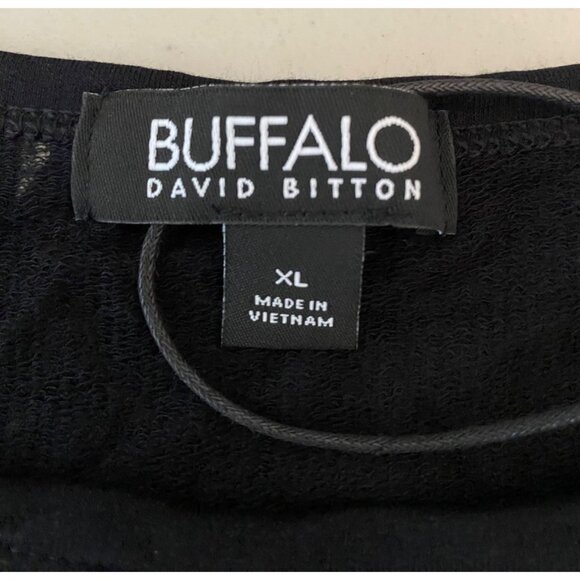 BUFFALO
DAVID BITTON
XL
MADE IN
VIETNAM